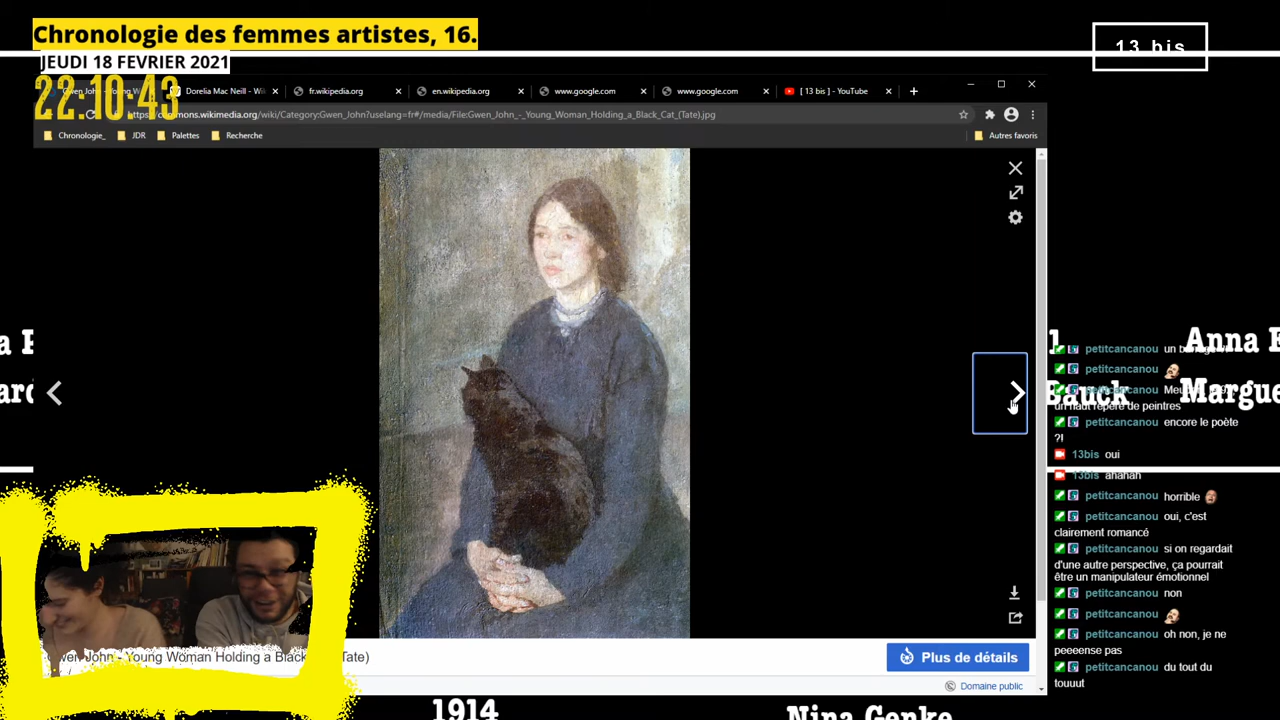 Chronologie des femmes artistes, 16.
JEUDI 18 FEVRIER 2021
22:10:43
13 bis
Dorelia Mac Neill - Wi
fr.wikipedia.org
en.wikipedia.org
www.google.com
www.google.com
[ 13 bis ] - YouTube
commons.wikimedia.org/wiki/Category:Gwen_John?uselang=fr#/media/File:Gwen_John_-_Young_Woman_Holding_a_Black_Cat_(Tate).jpg
Chronologie_
JDR
Palettes
Recherche
Autres favoris
Anna
Bauck
Margue
petitcancanou un
petitcancanou
petitcancanou
un haut repère de peintres
petitcancanou encore le poète
?!
13bis oui
13bis ahahah
petitcancanou horrible
petitcancanou oui, c'est
clairement romancé
petitcancanou si on regardait
d'une autre perspective, ça pourrait
être un manipulateur émotionnel
petitcancanou non
petitcancanou
petitcancanou oh non, je ne
peeeense pas
petitcancanou du tout du
touuut
Gwen John - Young Woman Holding a Black Tate)
Plus de détails
Domaine public
1914
Nina Genke